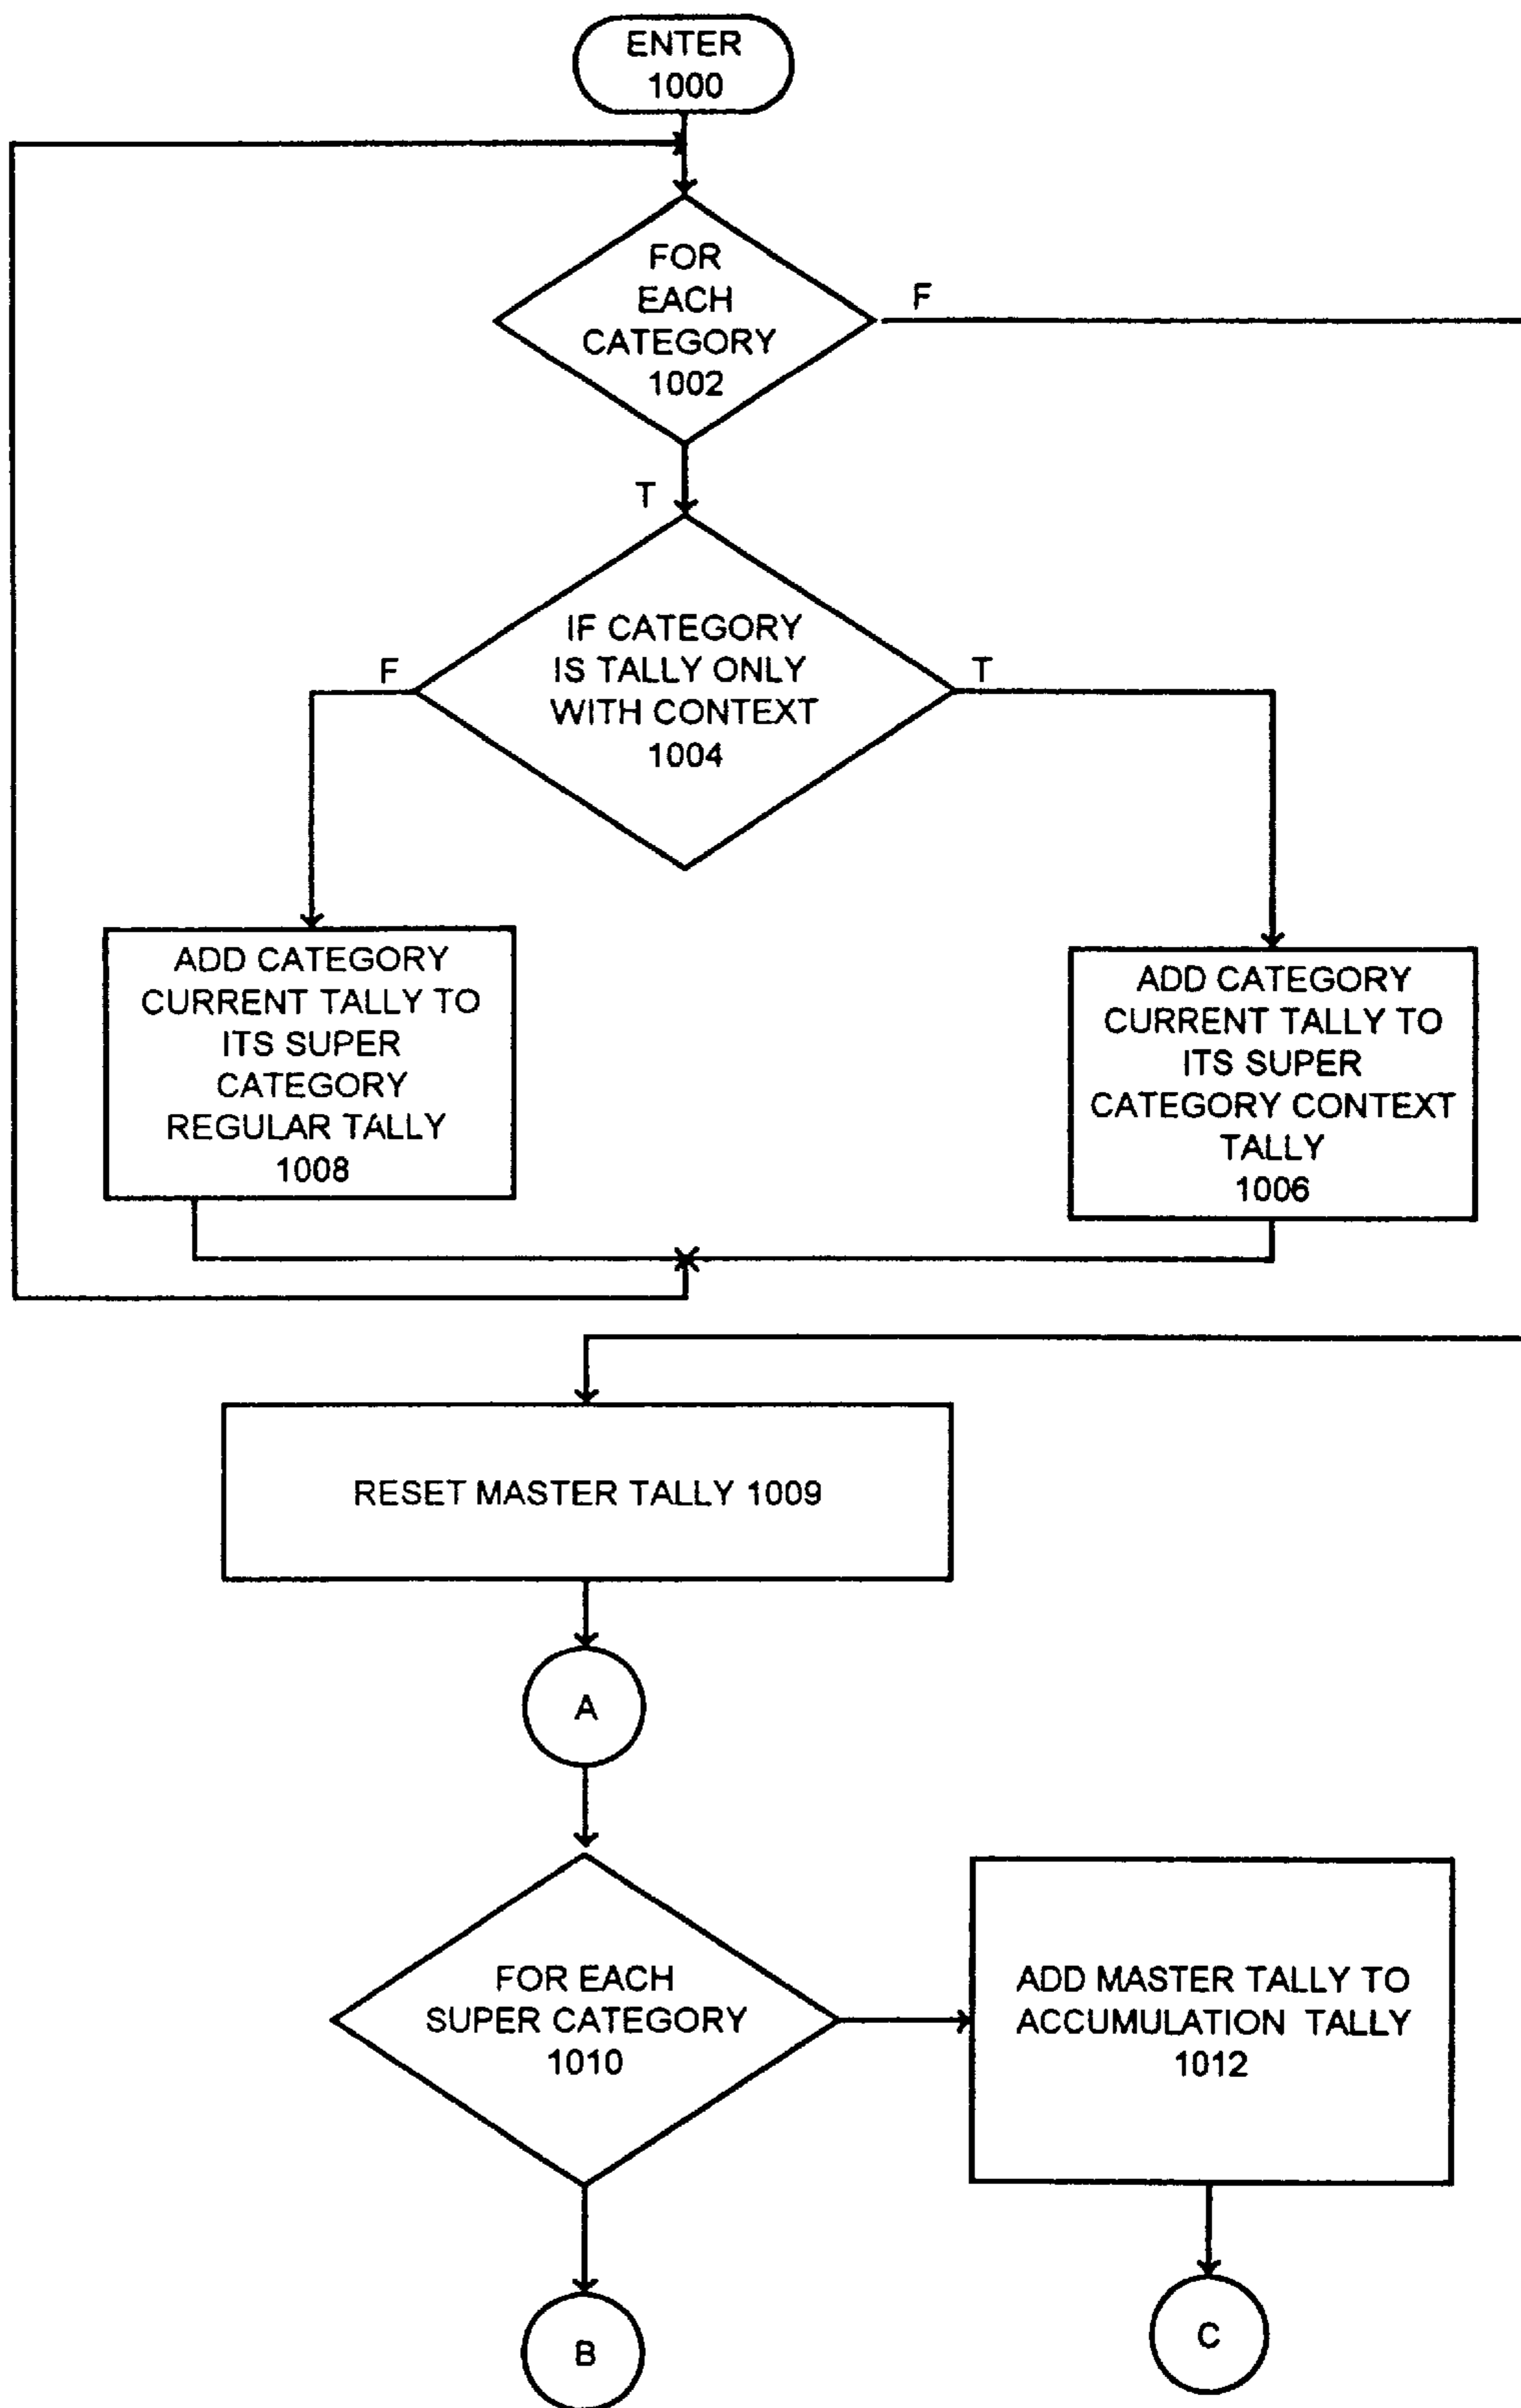 ENTER
1000
FOR
EACH
CATEGORY
1002
F
T
IF CATEGORY
IS TALLY ONLY
WITH CONTEXT
1004
F
T
ADD CATEGORY
CURRENT TALLY TO
ITS SUPER
CATEGORY
REGULAR TALLY
1008
ADD CATEGORY
CURRENT TALLY TO
ITS SUPER
CATEGORY CONTEXT
TALLY
1006
RESET MASTER TALLY 1009
A
FOR EACH
SUPER CATEGORY
1010
ADD MASTER TALLY TO
ACCUMULATION TALLY
1012
B
C